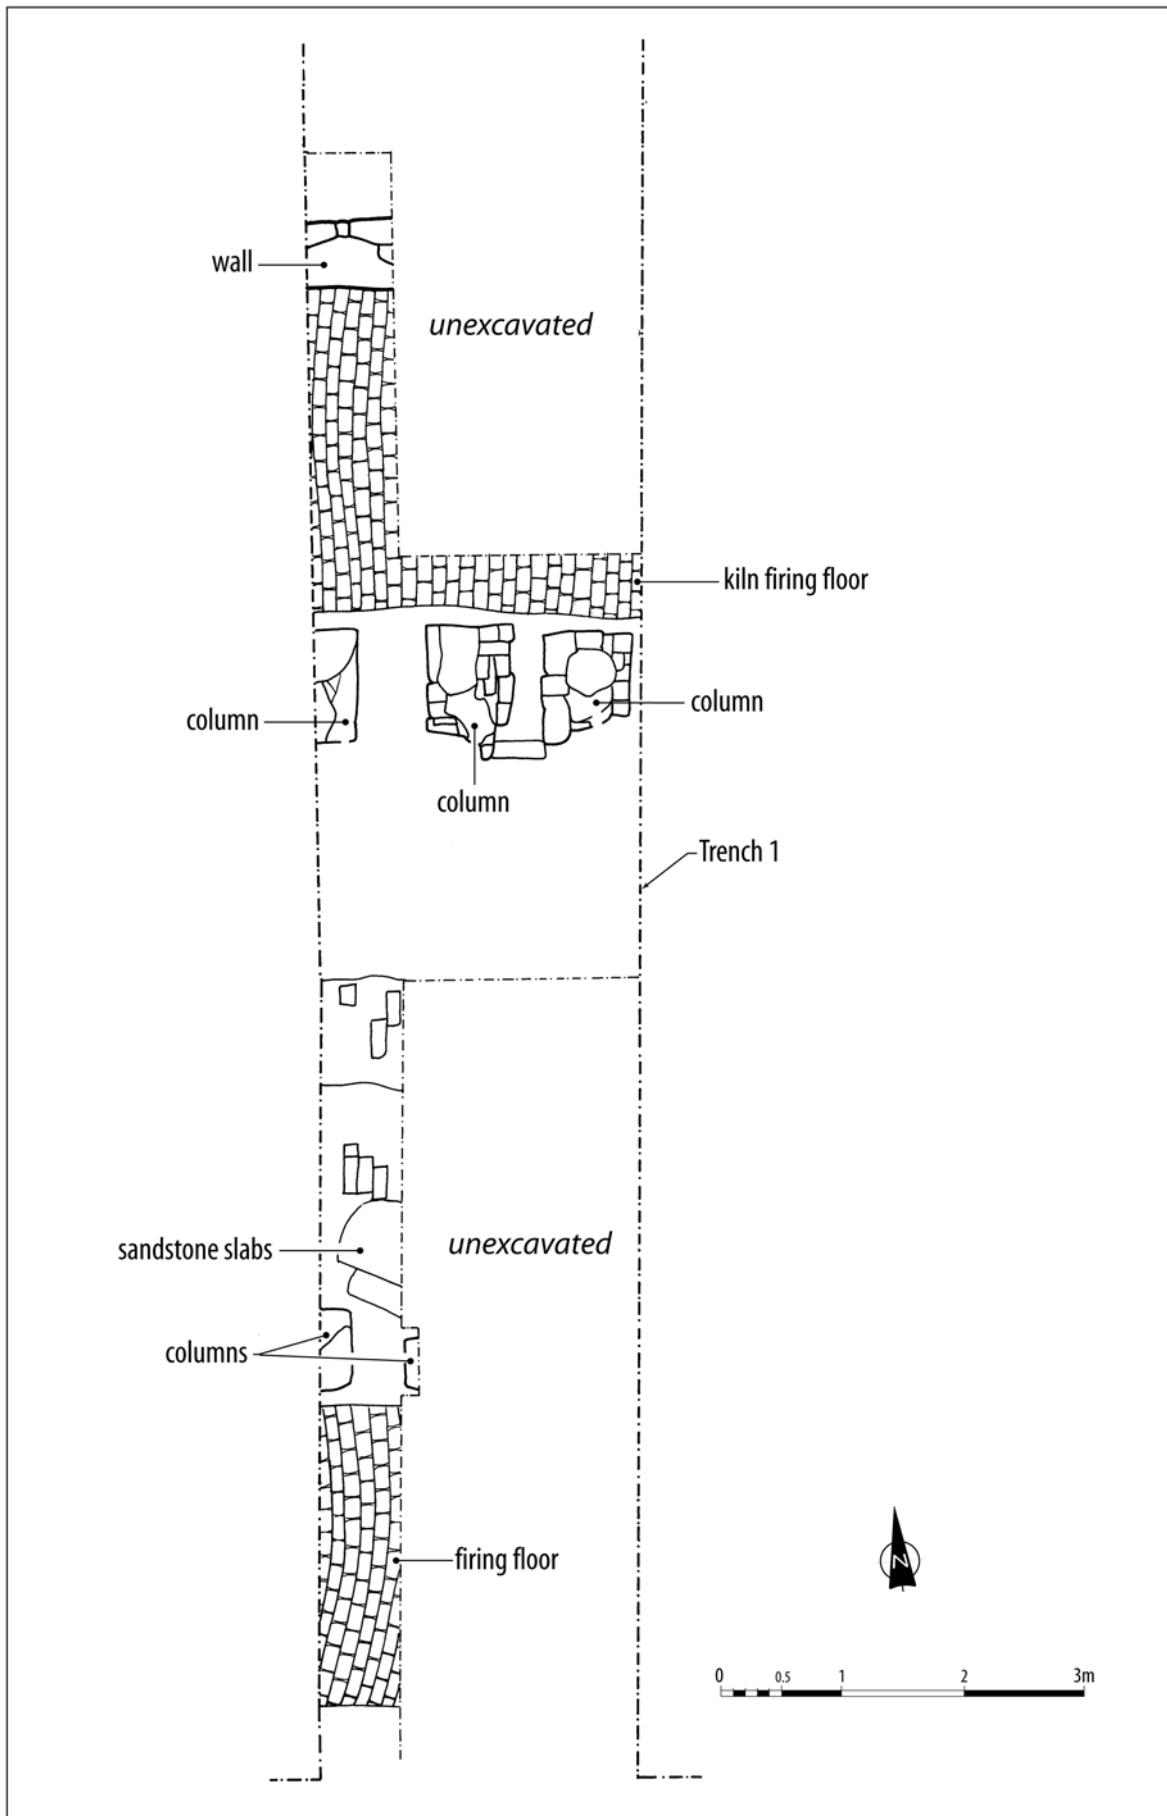 wall
unexcavated
kiln firing floor
column
column
column
Trench 1
sandstone slabs
unexcavated
columns
firing floor
N
0 0.5 1 2 3m